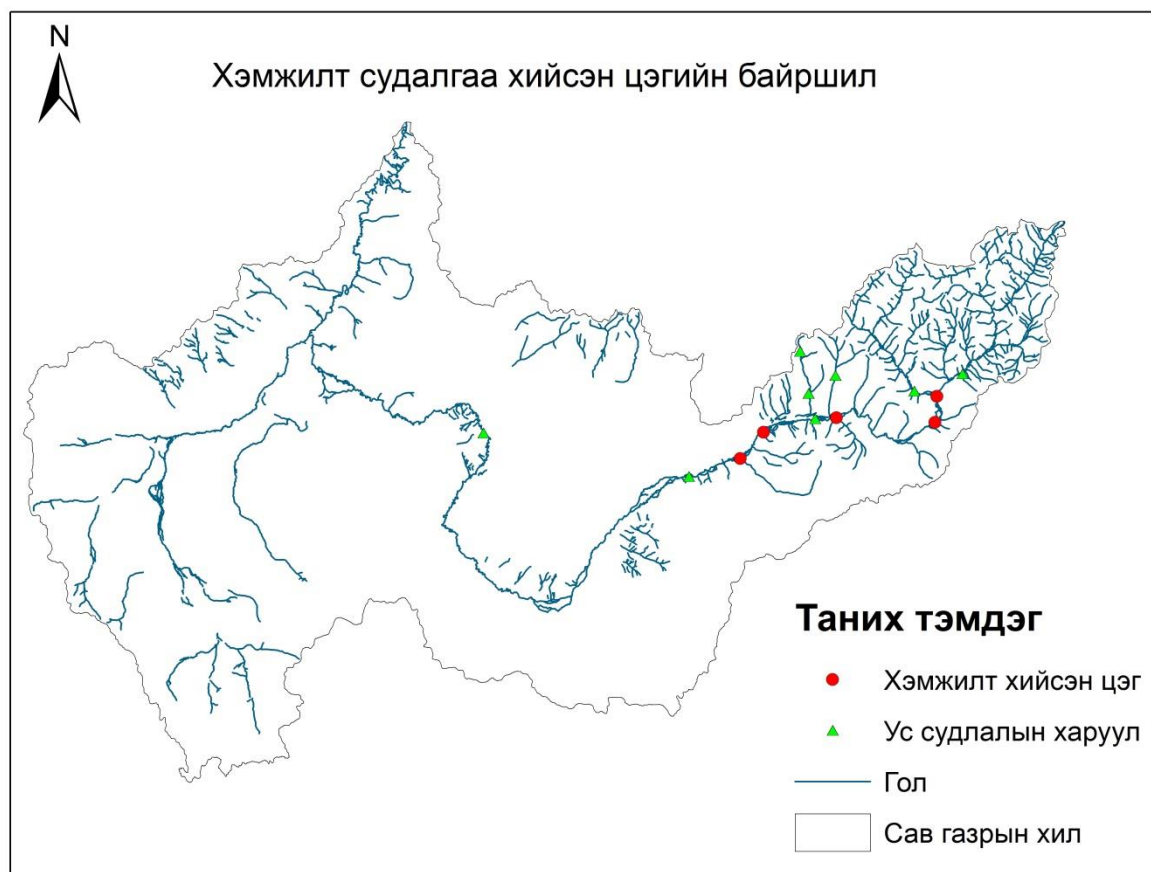 N
Хэмжилт судалгаа хийсэн цэгийн байршил
Таних тэмдэг
Хэмжилт хийсэн цэг
Ус судлалын харуул
Гол
Сав газрын хил